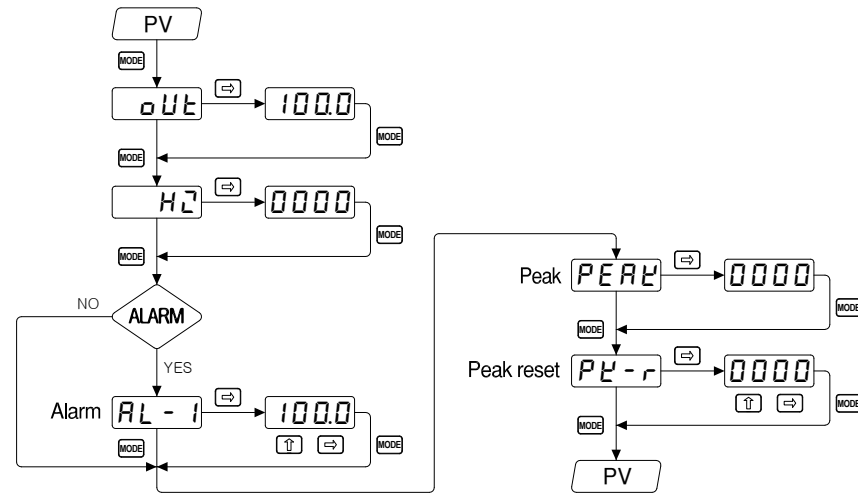 PV
MODE
oUt
100.0
MODE
MODE
HZ
0000
MODE
MODE
ALARM
NO
YES
Alarm
AL-1
100.0
MODE
MODE
Peak
PEAK
0000
MODE
MODE
Peak reset
PK-r
0000
MODE
MODE
PV